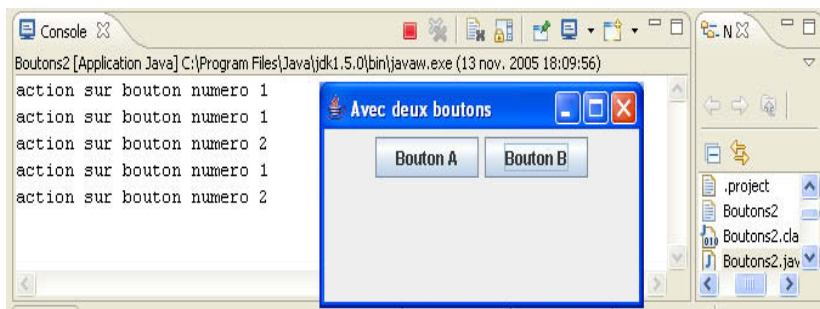 Console
N
Boutons2 [Application Java] C:\Program Files\Java\jdk1.5.0\bin\javaw.exe (13 nov. 2005 18:09:56)
action sur bouton numero 1
action sur bouton numero 1
action sur bouton numero 2
action sur bouton numero 1
action sur bouton numero 2
Avec deux boutons
Bouton A
Bouton B
.project
Boutons2
Boutons2.cla
Boutons2.jav